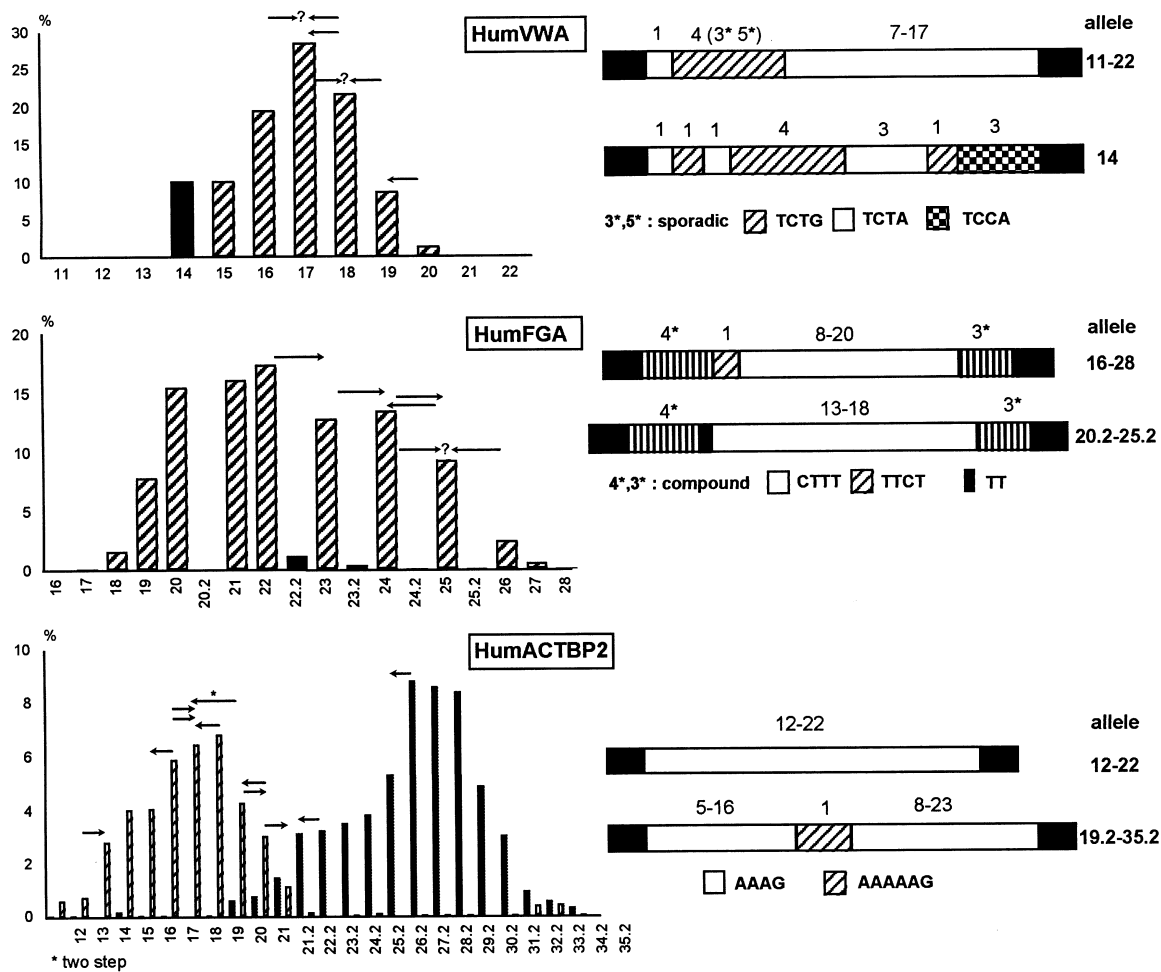 %
30
25
20
15
10
5
0
11 12 13 14 15 16 17 18 19 20 21 22
? ?
HumVWA
allele
1 4 (3* 5*) 7-17
11-22
1 1 1 4 3 1 3
14
3*,5* : sporadic TCTG TCTA TCCA
%
20
15
10
5
0
16 17 18 19 20 20.2 21 22 22.2 23 23.2 24 24.2 25 25.2 26 27 28
?
HumFGA
allele
4* 1 8-20 3*
16-28
4* 13-18 3*
20.2-25.2
4*,3* : compound CTTT TTCT TT
%
10
8
6
4
2
0
12 13 14 15 16 17 18 19 20 21 21.2 22.2 23.2 24.2 25.2 26.2 27.2 28.2 29.2 30.2 31.2 32.2 33.2 34.2 35.2
*
* two step
HumACTBP2
allele
12-22
12-22
5-16 1 8-23
19.2-35.2
AAAG AAAAAG